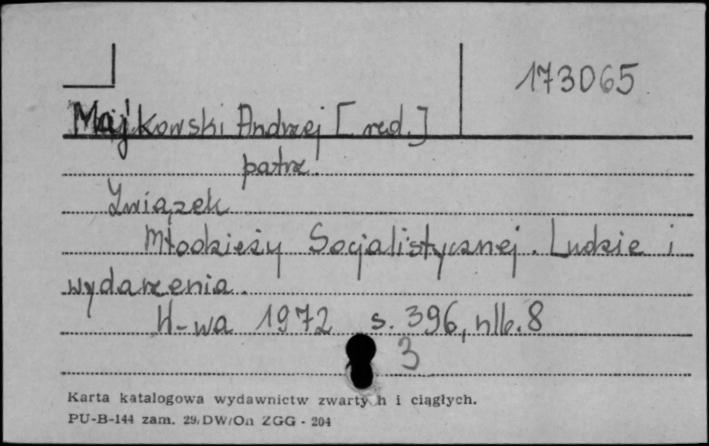 173065
Majkowski Andrzej [red.]
patrz.
Związek
Młodzieży Socjalistycznej. Ludzie i
wydarzenia.
W-wa 1972 s. 396, nlb. 8
3
Karta katalogowa wydawnictw zwarty h i ciągłych.
PU-B-144 zam. 29/DW/On ZGG - 204